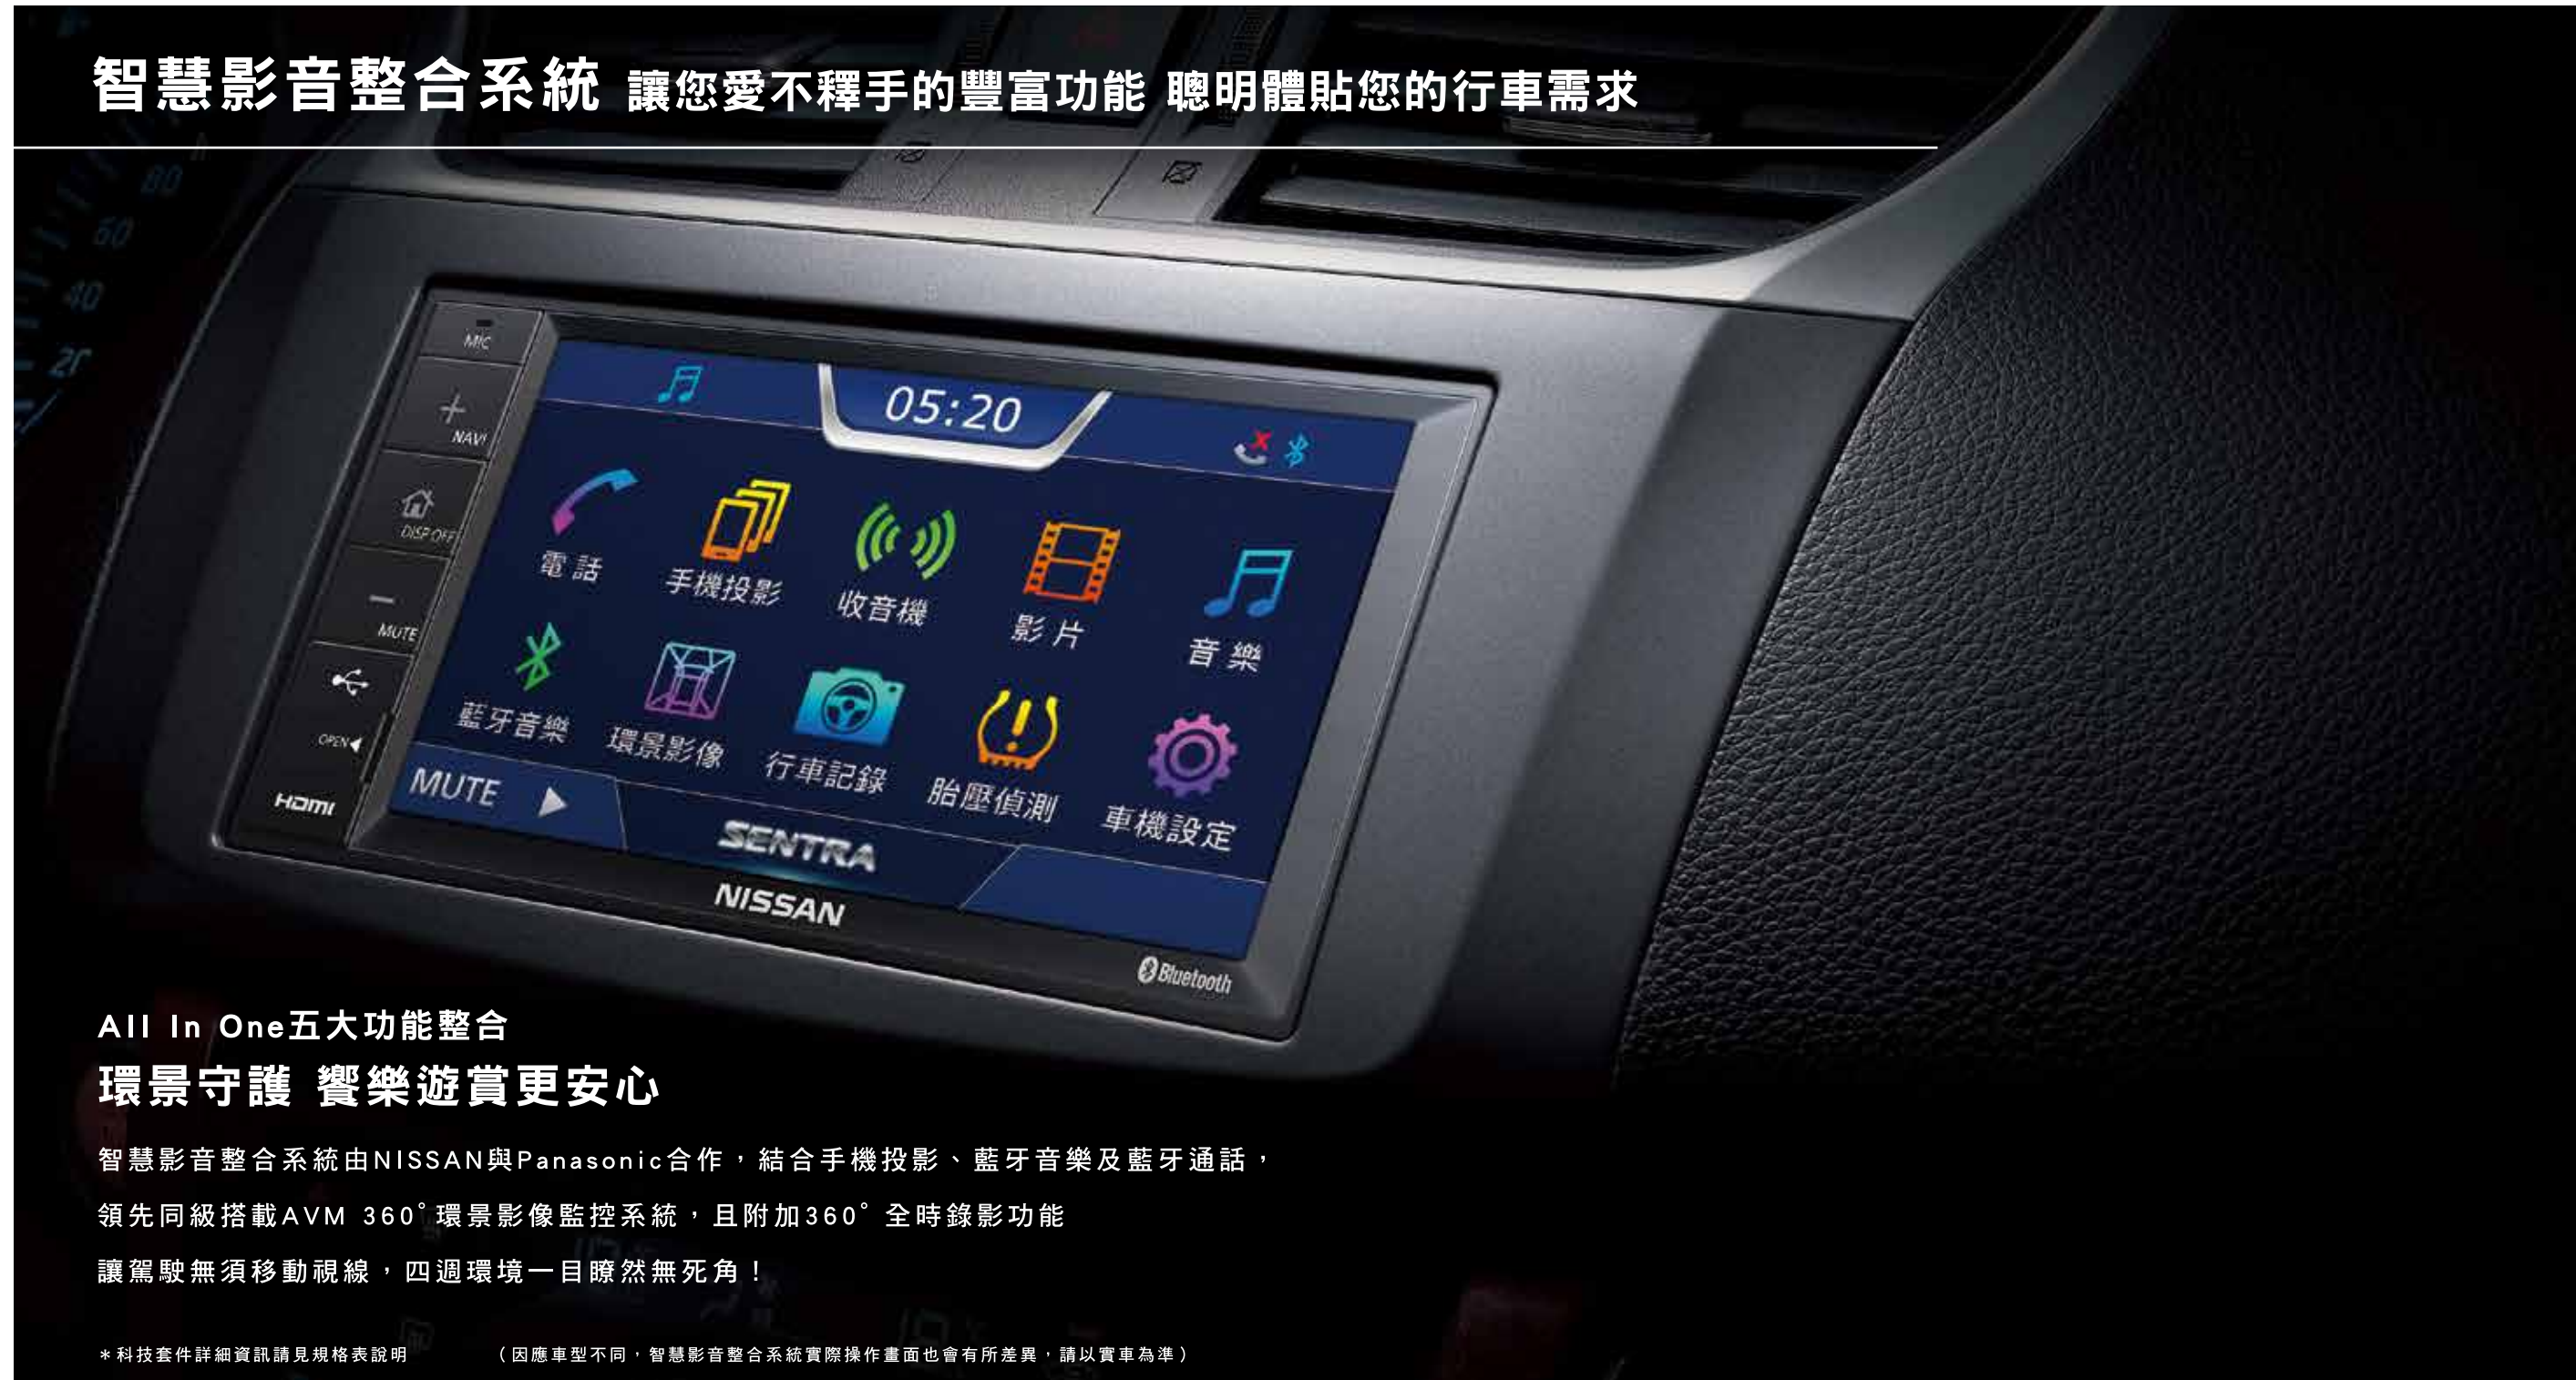 智慧影音整合系統 讓您愛不釋手的豐富功能 聰明體貼您的行車需求
80
60
40
MIC
05:20
NAVI
DISP OFF
電話
手機投影
收音機
影片
音樂
MUTE
藍牙音樂
環景影像
行車記錄
胎壓偵測
車機設定
OPEN
HDMI
MUTE
SENTRA
NISSAN
Bluetooth
All In One五大功能整合
環景守護 饗樂遊賞更安心
智慧影音整合系統由NISSAN與Panasonic合作，結合手機投影、藍牙音樂及藍牙通話，
領先同級搭載AVM 360°環景影像監控系統，且附加360°全時錄影功能
讓駕駛無須移動視線，四週環境一目瞭然無死角！
＊科技套件詳細資訊請見規格表說明 （因應車型不同，智慧影音整合系統實際操作畫面也會有所差異，請以實車為準）